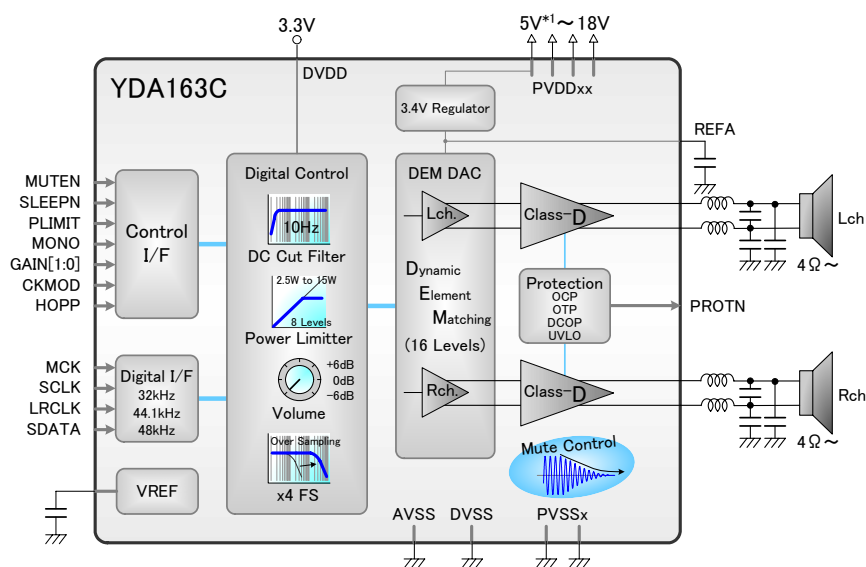 3.3V
5V*1～18V
YDA163C
DVDD
PVDDxx
3.4V Regulator
REFA
MUTEN
SLEEPN
PLIMIT
MONO
GAIN[1:0]
CKMOD
HOPP
Control
I/F
Digital Control
10Hz
DC Cut Filter
2.5W to 15W
8 Levels
Power Limitter
+6dB
0dB
-6dB
Volume
Over Sampling
x4 FS
DEM DAC
Lch.
Dynamic
Element
Matching
(16 Levels)
Rch.
Class-D
Protection
OCP
OTP
DCOP
UVLO
Class-D
Mute Control
Lch
4Ω～
PROTN
Rch
4Ω～
MCK
SCLK
LRCLK
SDATA
Digital I/F
32kHz
44.1kHz
48kHz
VREF
AVSS
DVSS
PVSSx